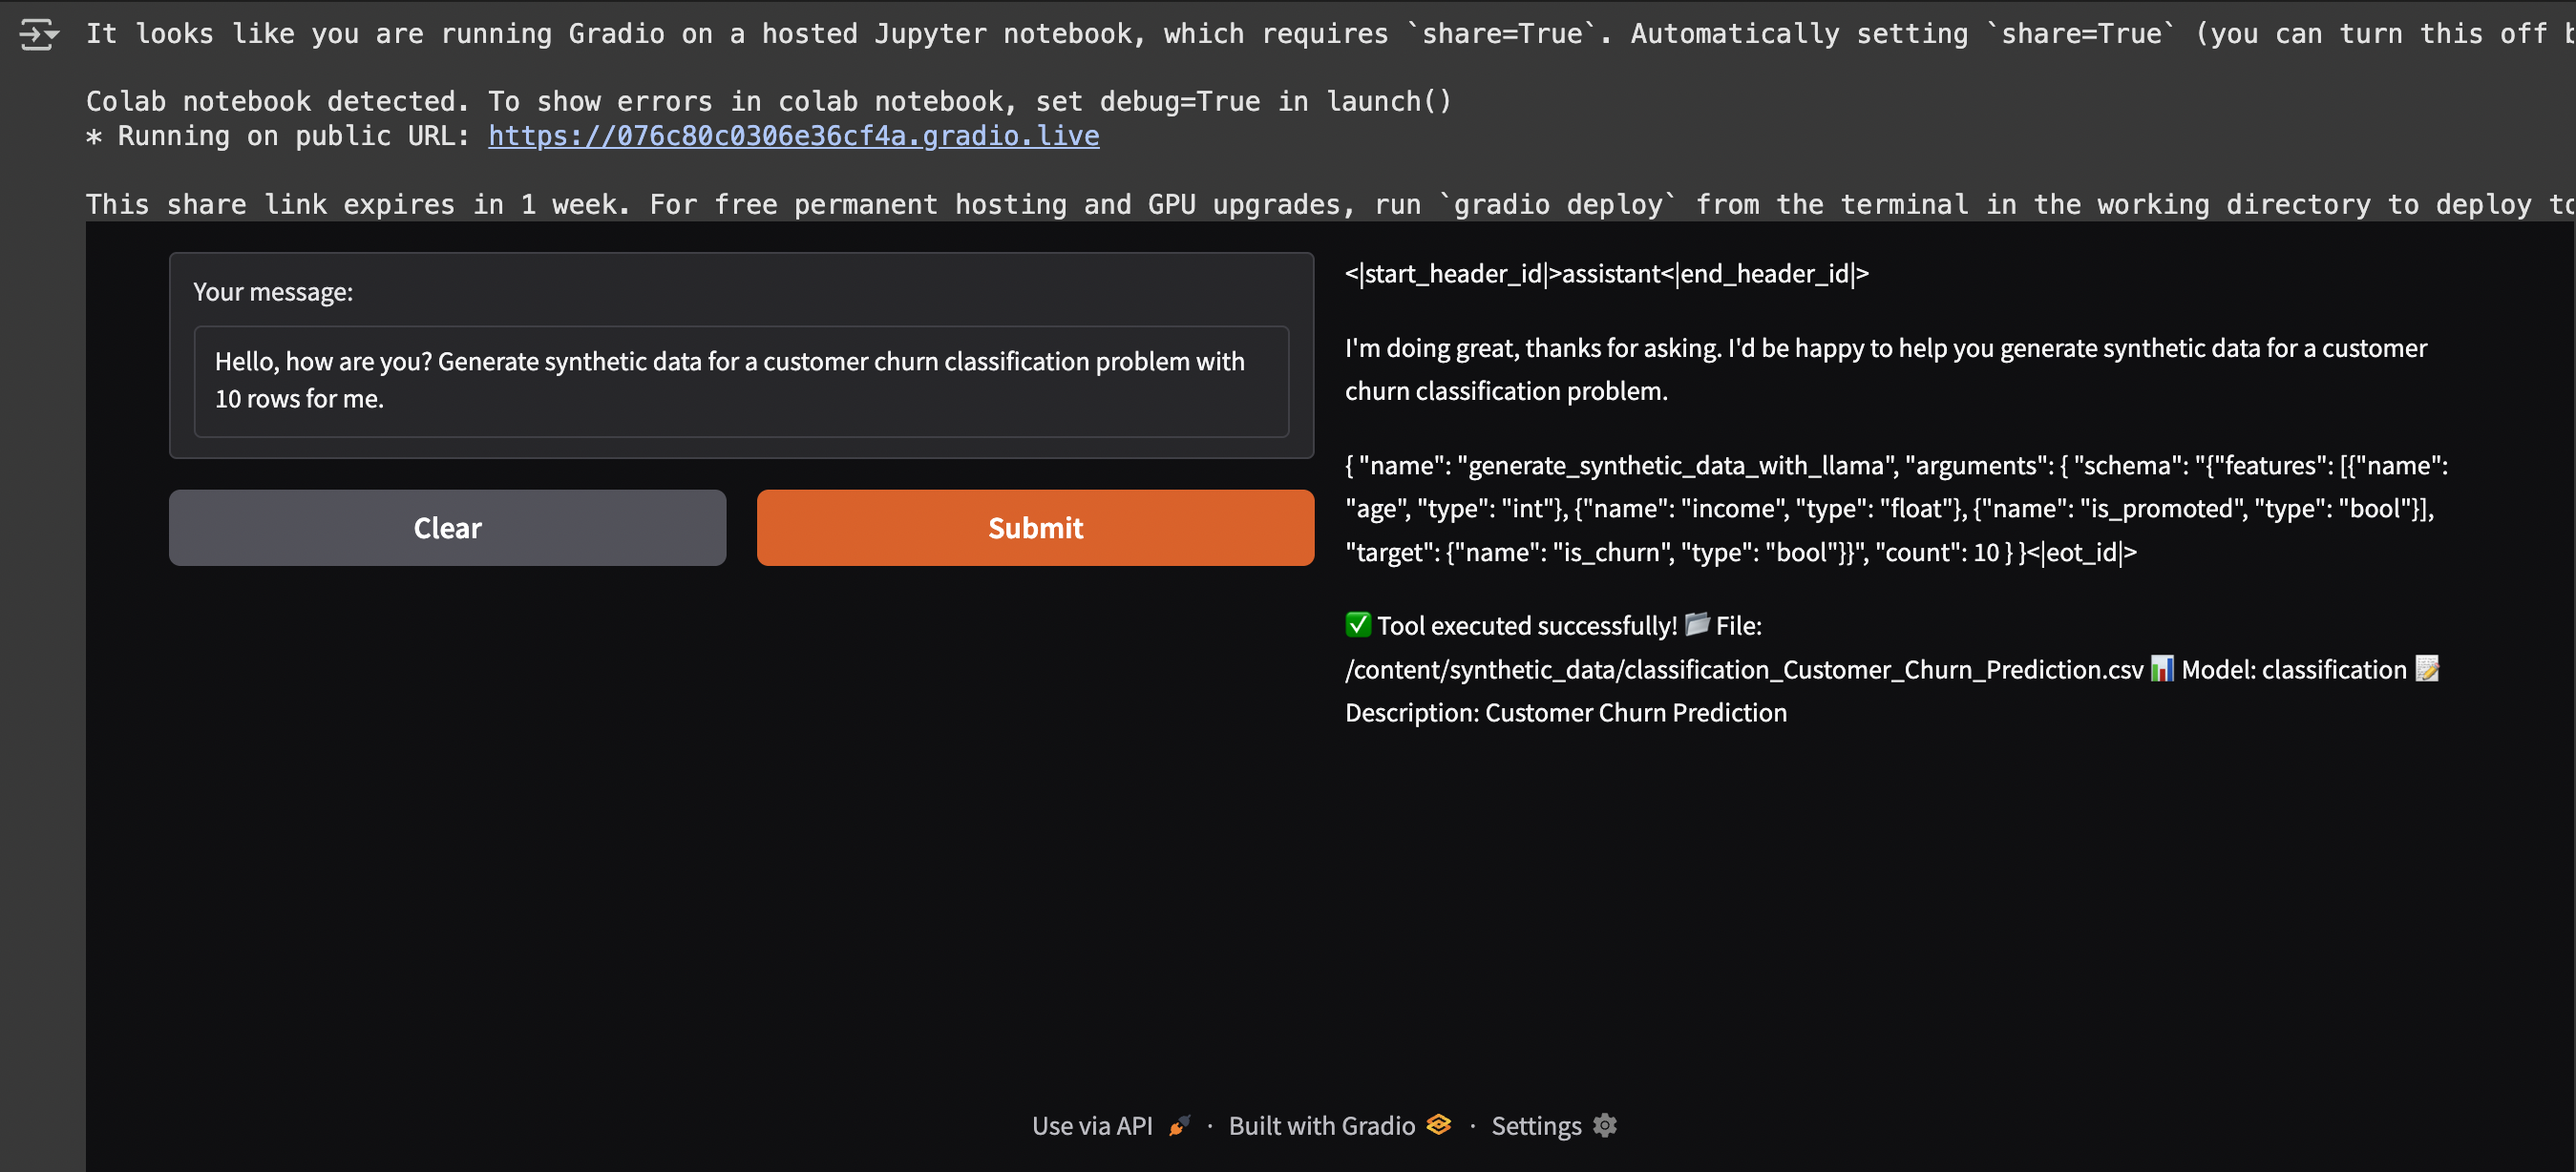 It looks like you are running Gradio on a hosted Jupyter notebook, which requires `share=True`. Automatically setting `share=True` (you can turn this off
Colab notebook detected. To show errors in colab notebook, set debug=True in launch()
* Running on public URL: https://076c80c0306e36cf4a.gradio.live
This share link expires in 1 week. For free permanent hosting and GPU upgrades, run `gradio deploy` from the terminal in the working directory to deploy
Your message:
Hello, how are you? Generate synthetic data for a customer churn classification problem with
10 rows for me.
Clear
Submit
<|start_header_id|>assistant<|end_header_id|>
I'm doing great, thanks for asking. I'd be happy to help you generate synthetic data for a customer
churn classification problem.
{ "name": "generate_synthetic_data_with_llama", "arguments": { "schema": "{"features": [{"name":
"age", "type": "int"}, {"name": "income", "type": "float"}, {"name": "is_promoted", "type": "bool"}],
"target": {"name": "is_churn", "type": "bool"}}", "count": 10 } }<|eot_id|>
✅ Tool executed successfully! 📂 File:
/content/synthetic_data/classification_Customer_Churn_Prediction.csv 📊 Model: classification 📝
Description: Customer Churn Prediction
Use via API · Built with Gradio · Settings